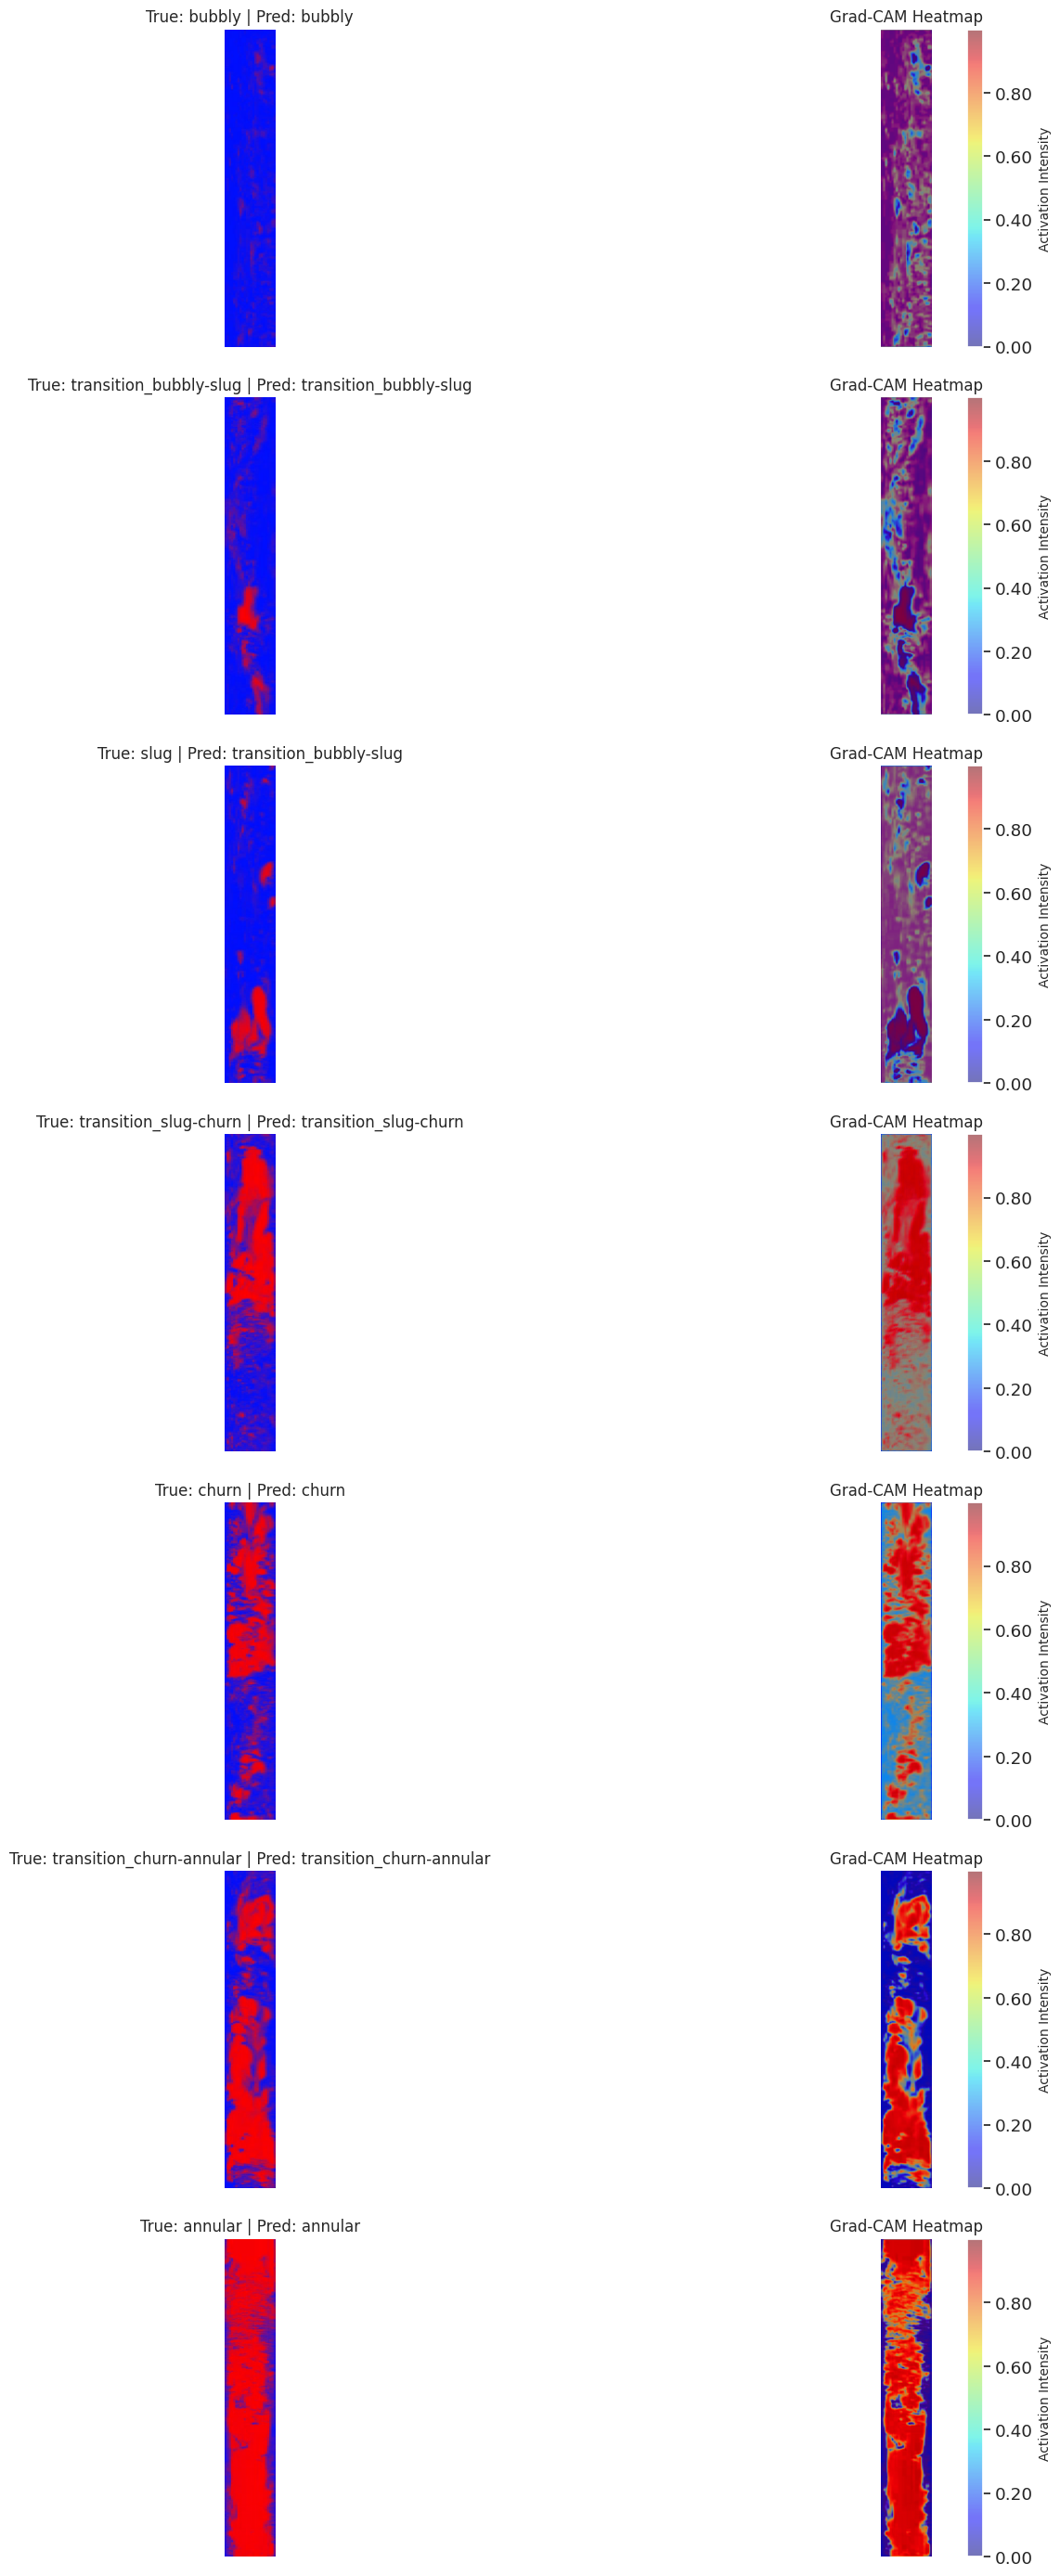 True: bubbly | Pred: bubbly
Grad-CAM Heatmap
0.80
0.60
0.40
0.20
0.00
Activation Intensity
True: transition_bubbly-slug | Pred: transition_bubbly-slug
Grad-CAM Heatmap
0.80
0.60
0.40
0.20
0.00
Activation Intensity
True: slug | Pred: transition_bubbly-slug
Grad-CAM Heatmap
0.80
0.60
0.40
0.20
0.00
Activation Intensity
True: transition_slug-churn | Pred: transition_slug-churn
Grad-CAM Heatmap
0.80
0.60
0.40
0.20
0.00
Activation Intensity
True: churn | Pred: churn
Grad-CAM Heatmap
0.80
0.60
0.40
0.20
0.00
Activation Intensity
True: transition_churn-annular | Pred: transition_churn-annular
Grad-CAM Heatmap
0.80
0.60
0.40
0.20
0.00
Activation Intensity
True: annular | Pred: annular
Grad-CAM Heatmap
0.80
0.60
0.40
0.20
0.00
Activation Intensity